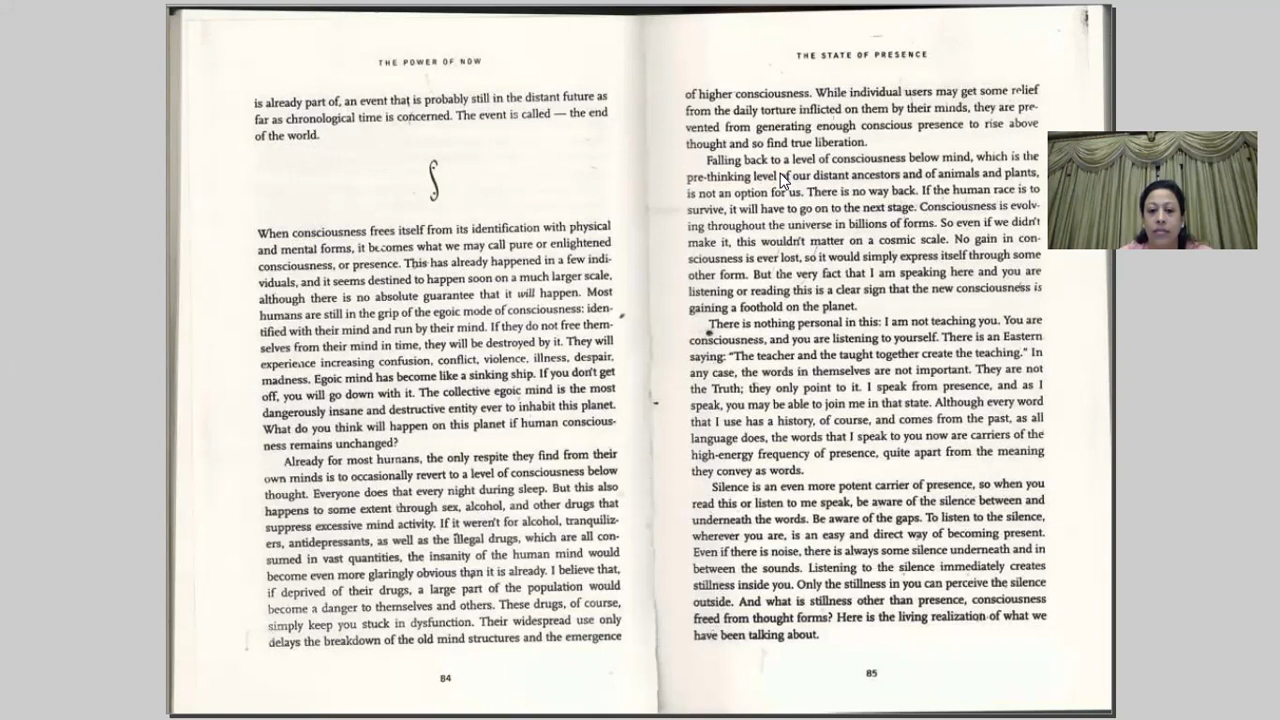 THE POWER OF NOW
is already part of, an event that is probably still in the distant future as
far as chronological time is concerned. The event is called — the end
of the world.
When consciousness frees itself from its identification with physical
and mental forms, it becomes what we may call pure or enlightened
consciousness, or presence. This has already happened in a few indi-
viduals, and it seems destined to happen soon on a much larger scale,
although there is no absolute guarantee that it will happen. Most
humans are still in the grip of the egoic mode of consciousness: iden-
tified with their mind and run by their mind. If they do not free them-
selves from their mind in time, they will be destroyed by it. They will
experience increasing confusion, conflict, violence, illness, despair,
madness. Egoic mind has become like a sinking ship. If you don't get
off, you will go down with it. The collective egoic mind is the most
dangerously insane and destructive entity ever to inhabit this planet.
What do you think will happen on this planet if human conscious-
ness remains unchanged?
Already for most humans, the only respite they find from their
own minds is to occasionally revert to a level of consciousness below
thought. Everyone does that every night during sleep. But this also
happens to some extent through sex, alcohol, and other drugs that
suppress excessive mind activity. If it weren't for alcohol, tranquiliz-
ers, antidepressants, as well as the illegal drugs, which are all con-
sumed in vast quantities, the insanity of the human mind would
become even more glaringly obvious than it is already. I believe that,
if deprived of their drugs, a large part of the population would
become a danger to themselves and others. These drugs, of course,
simply keep you stuck in dysfunction. Their widespread use only
delays the breakdown of the old mind structures and the emergence
84
THE STATE OF PRESENCE
of higher consciousness. While individual users may get some relief
from the daily torture inflicted on them by their minds, they are pre-
vented from generating enough conscious presence to rise above
thought and so find true liberation.
Falling back to a level of consciousness below mind, which is the
pre-thinking level of our distant ancestors and of animals and plants,
is not an option for us. There is no way back. If the human race is to
survive, it will have to go on to the next stage. Consciousness is evolv-
ing throughout the universe in billions of forms. So even if we didn't
make it, this wouldn't matter on a cosmic scale. No gain in con-
sciousness is ever lost, so it would simply express itself through some
other form. But the very fact that I am speaking here and you are
listening or reading this is a clear sign that the new consciousness is
gaining a foothold on the planet.
There is nothing personal in this: I am not teaching you. You are
consciousness, and you are listening to yourself. There is an Eastern
saying: "The teacher and the taught together create the teaching." In
any case, the words in themselves are not important. They are not
the Truth; they only point to it. I speak from presence, and as I
speak, you may be able to join me in that state. Although every word
that I use has a history, of course, and comes from the past, as all
language does, the words that I speak to you now are carriers of the
high-energy frequency of presence, quite apart from the meaning
they convey as words.
Silence is an even more potent carrier of presence, so when you
read this or listen to me speak, be aware of the silence between and
underneath the words. Be aware of the gaps. To listen to the silence,
wherever you are, is an easy and direct way of becoming present.
Even if there is noise, there is always some silence underneath and in
between the sounds. Listening to the silence immediately creates
stillness inside you. Only the stillness in you can perceive the silence
outside. And what is stillness other than presence, consciousness
freed from thought forms? Here is the living realization of what we
have been talking about.
85